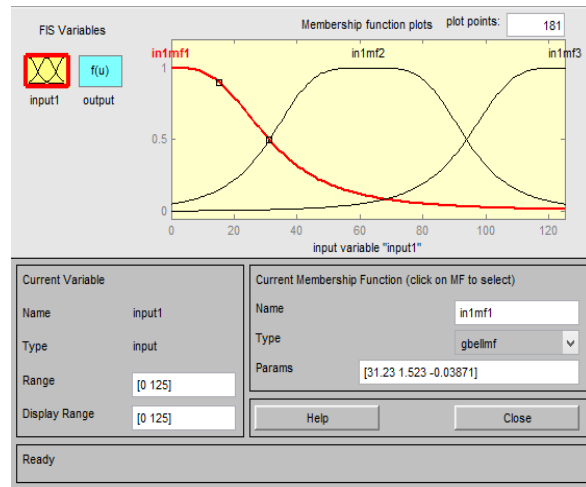 FIS Variables
Membership function plots plot points: 181
f(u)
input1 output
in1mf1 in1mf2 in1mf3
1
0.5
0
0 20 40 60 80 100 120
input variable "input1"
Current Variable
Name input1
Type input
Range [0 125]
Display Range [0 125]
Current Membership Function (click on MF to select)
Name in1mf1
Type gbellmf
Params [31.23 1.523 -0.03871]
Help Close
Ready